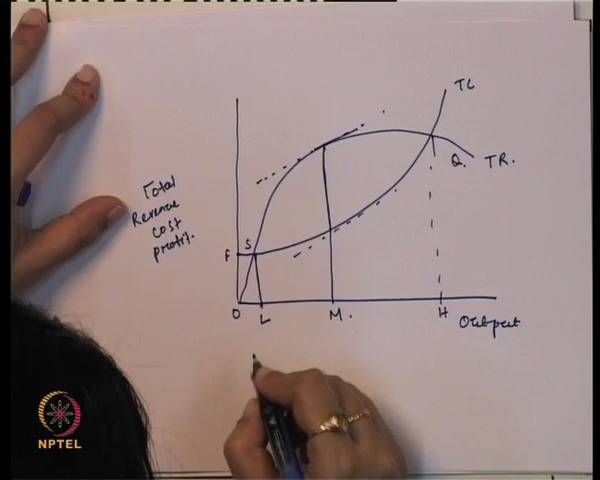 TC
Q.
TR.
Total
Revenue
cost
profit.
F
S
O
L
M.
H
Output
NPTEL